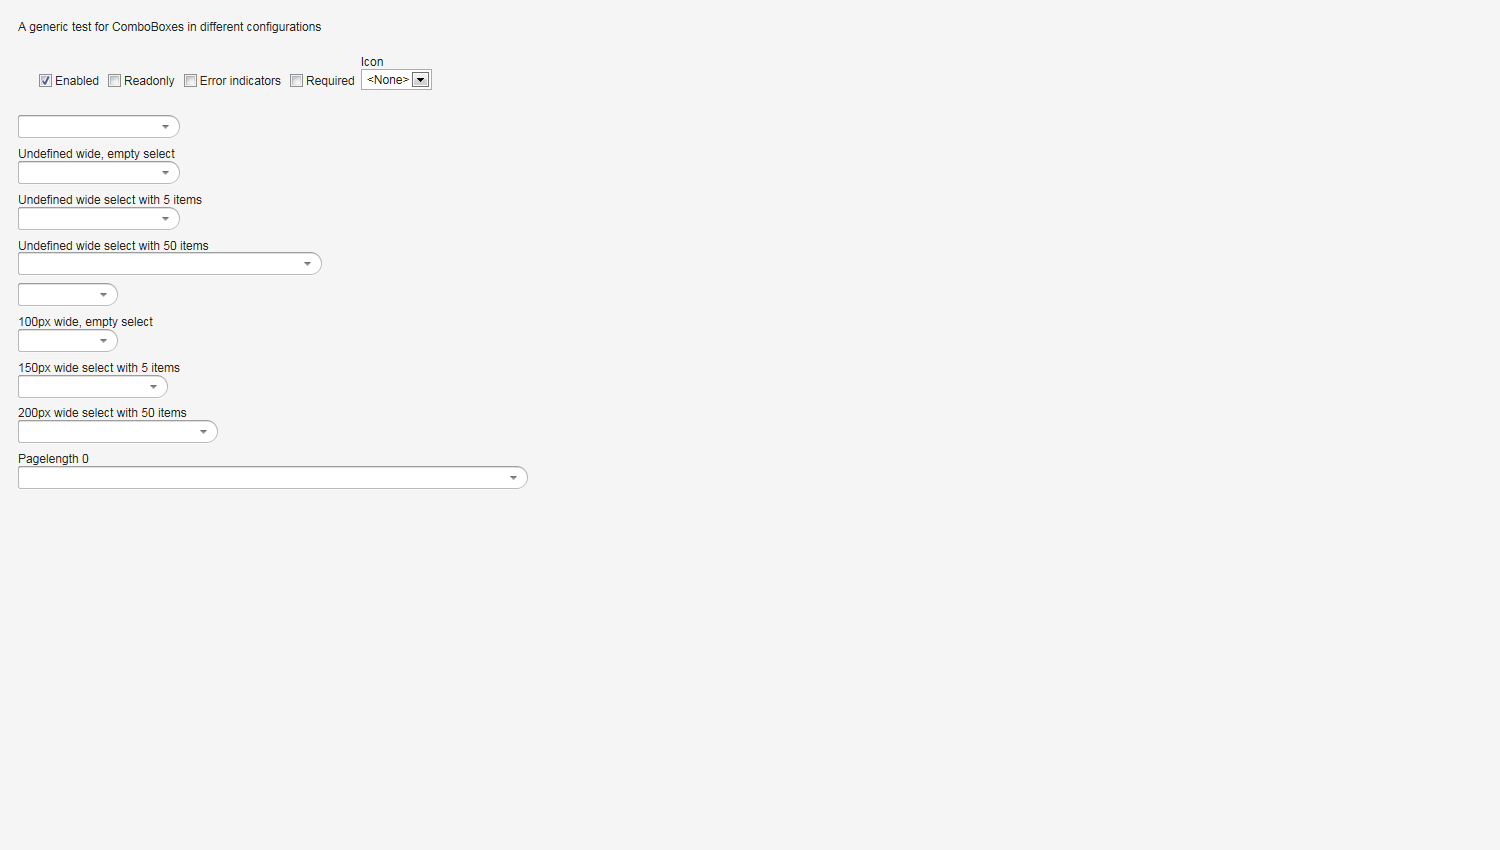 A generic test for ComboBoxes in different configurations
Icon
Enabled Readonly Error indicators Required <None>
Undefined wide, empty select
Undefined wide select with 5 items
Undefined wide select with 50 items
100px wide, empty select
150px wide select with 5 items
200px wide select with 50 items
Pagelength 0